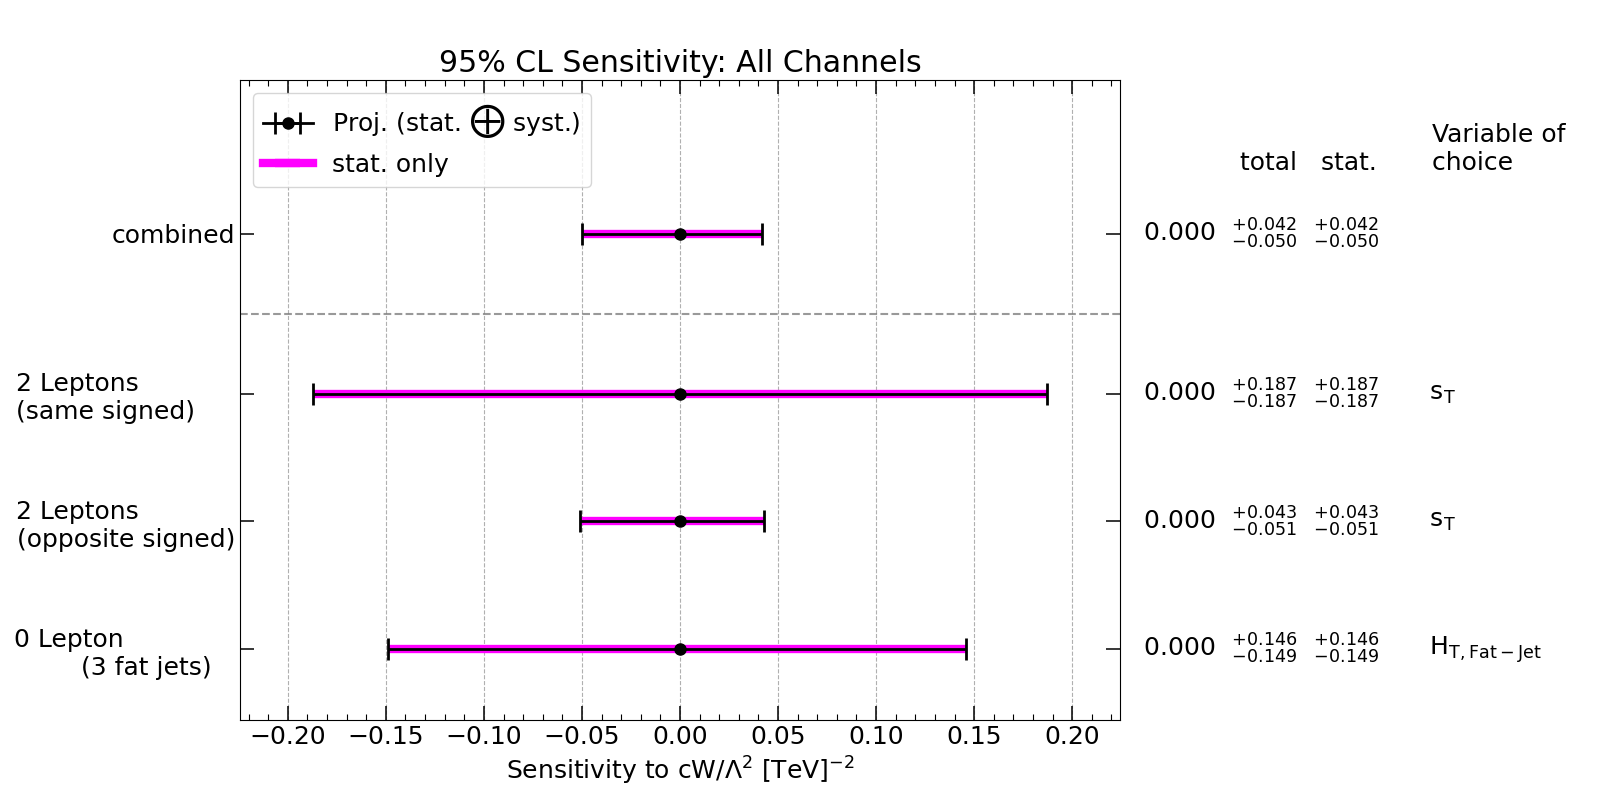 95% CL Sensitivity: All Channels
Proj. (stat. ⊕ syst.)
stat. only
total stat. Variable of
choice
combined 0.000 +0.042 −0.050 +0.042 −0.050
2 Leptons
(same signed) 0.000 +0.187 −0.187 +0.187 −0.187 s_T
2 Leptons
(opposite signed) 0.000 +0.043 −0.051 +0.043 −0.051 s_T
0 Lepton
(3 fat jets) 0.000 +0.146 −0.149 +0.146 −0.149 H_T, Fat−Jet
−0.20 −0.15 −0.10 −0.05 0.00 0.05 0.10 0.15 0.20
Sensitivity to cW/Λ² [TeV]⁻²